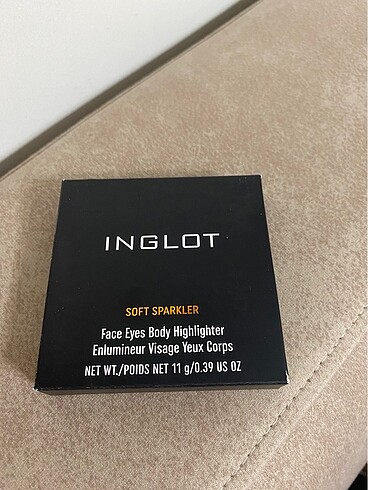 INGLOT
SOFT SPARKLER
Face Eyes Body Highlighter
Enlumineur Visage Yeux Corps
NET WT./POIDS NET 11 g/0.39 US OZ